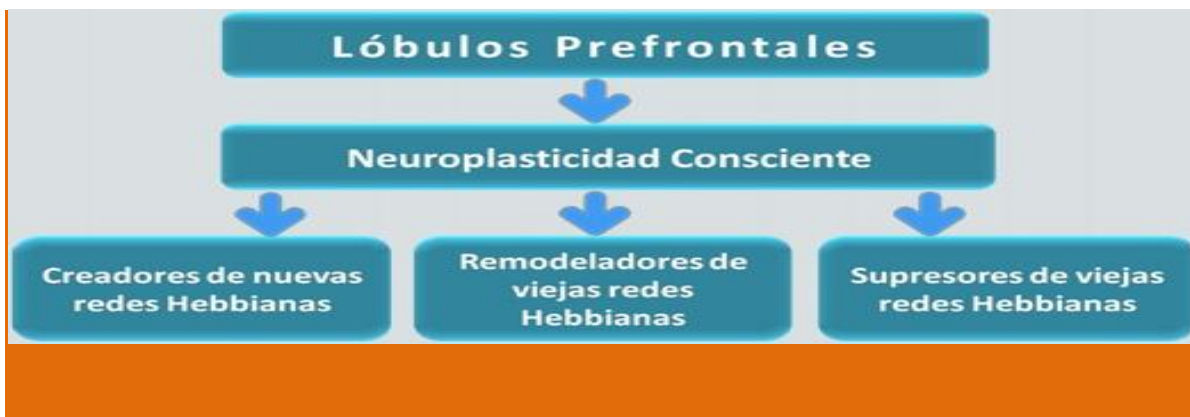 Lóbulos Prefrontales
Neuroplasticidad Consciente
Creadores de nuevas
redes Hebbianas
Remodeladores de
viejas redes
Hebbianas
Supresores de viejas
redes Hebbianas